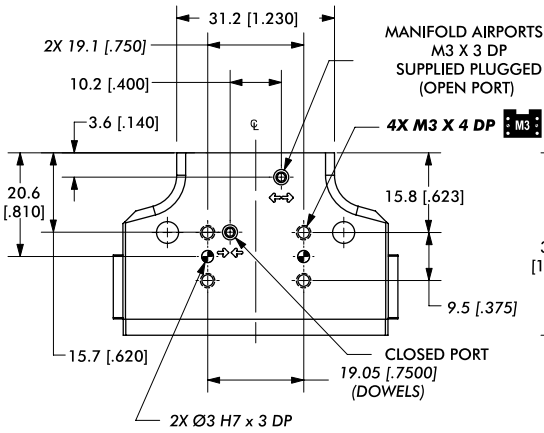 31.2 [1.230]
2X 19.1 [.750]
10.2 [.400]
3.6 [.140]
MANIFOLD AIRPORTS
M3 X 3 DP
SUPPLIED PLUGGED
(OPEN PORT)
4X M3 X 4 DP
M3
℄
20.6
[.810]
15.8 [.623]
3
[1
9.5 [.375]
15.7 [.620]
CLOSED PORT
19.05 [.7500]
(DOWELS)
2X Ø3 H7 x 3 DP